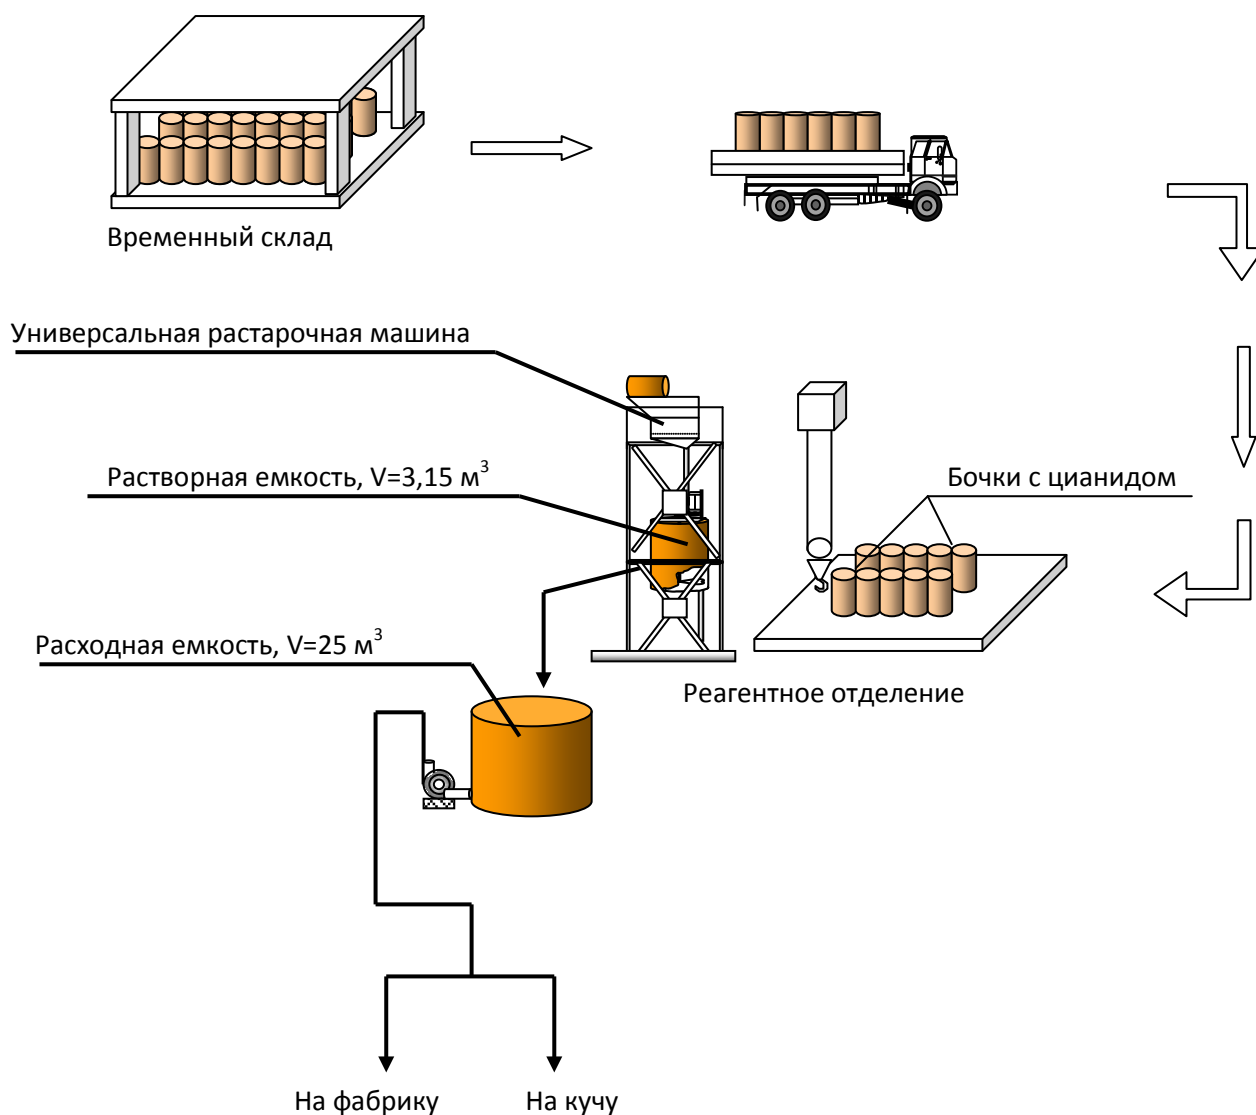 Временный склад
Универсальная растарочная машина
Растворная емкость, V=3,15 м³
Бочки с цианидом
Расходная емкость, V=25 м³
Реагентное отделение
На фабрику
На кучу